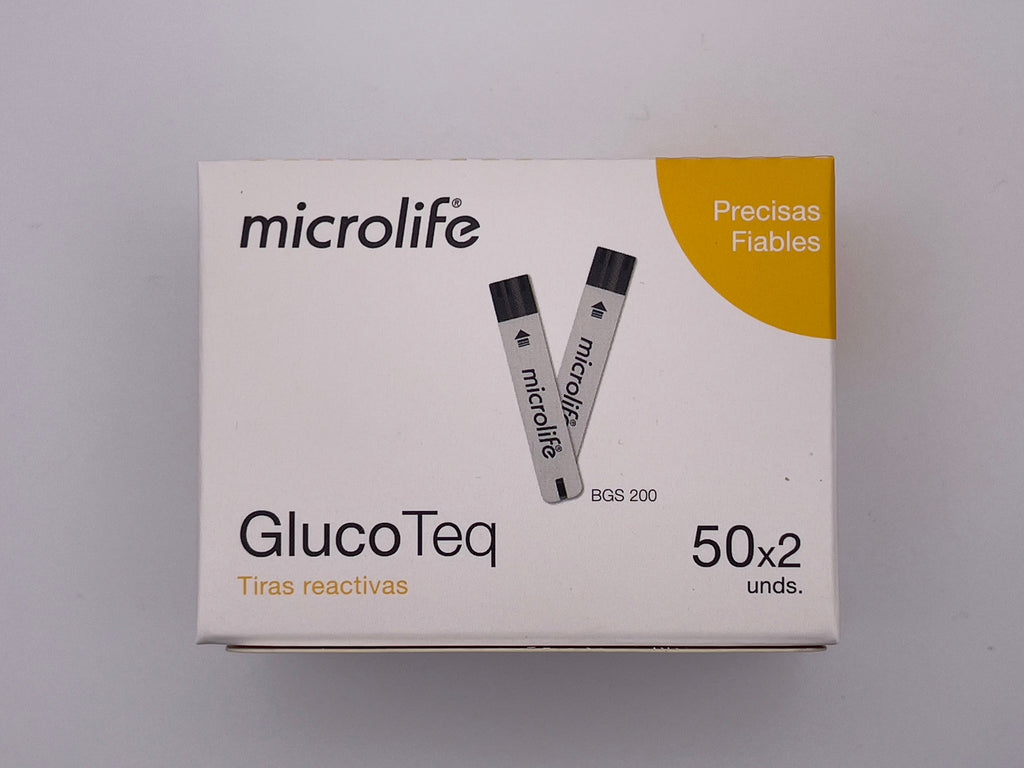 microlife®
Precisas
Fiables
microlife®
microlife®
BGS 200
GlucoTeq
Tiras reactivas
50x2
unds.